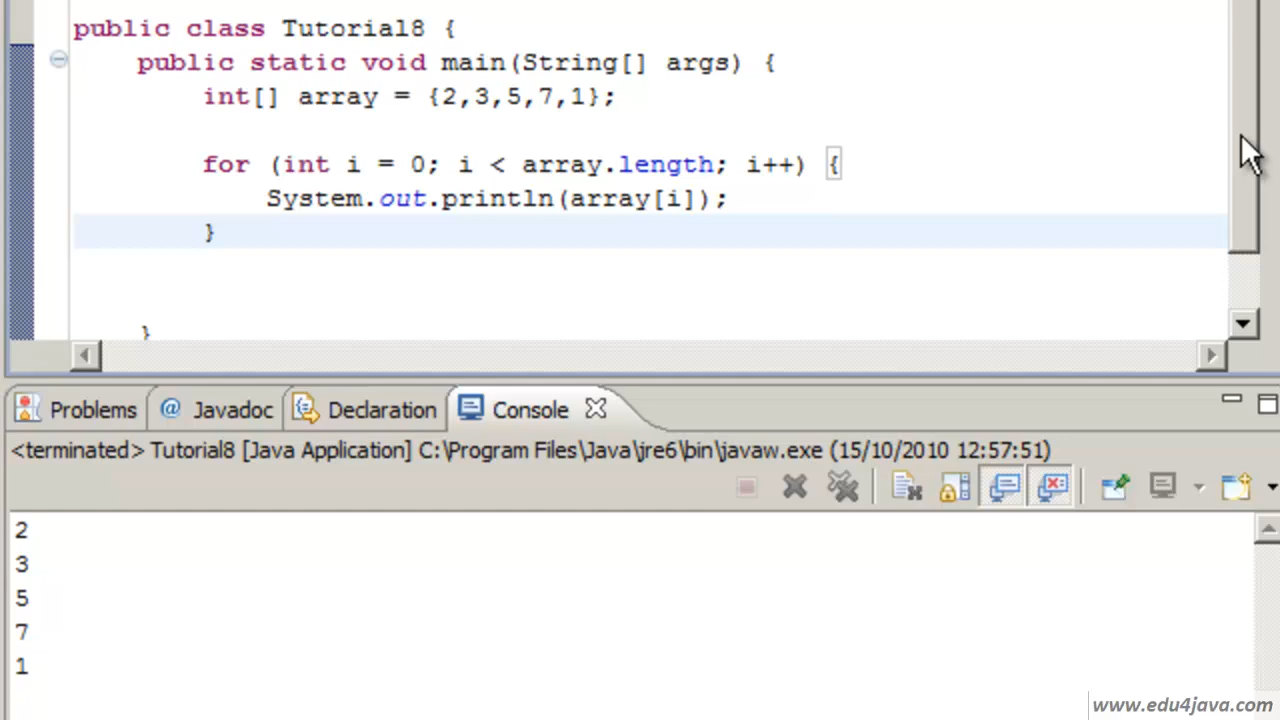 public class Tutorial8 {
public static void main(String[] args) {
int[] array = {2,3,5,7,1};
for (int i = 0; i < array.length; i++) {
System.out.println(array[i]);
}
}
Problems @ Javadoc Declaration Console
<terminated> Tutorial8 [Java Application] C:\Program Files\Java\jre6\bin\javaw.exe (15/10/2010 12:57:51)
2
3
5
7
1
www.edu4java.com